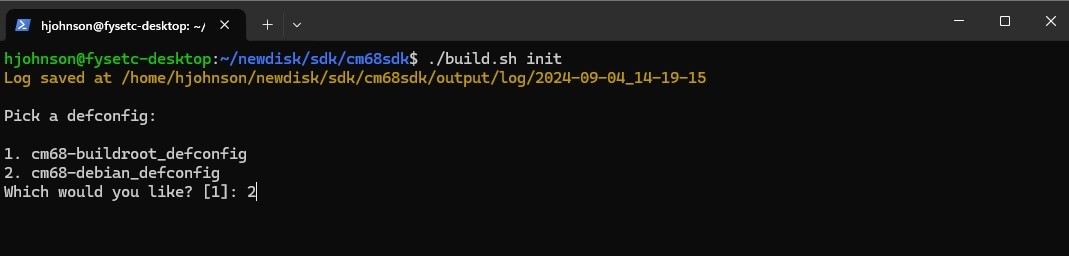 hjohnson@fysetc-desktop: ~/
hjohnson@fysetc-desktop:~/newdisk/sdk/cm68sdk$ ./build.sh init
Log saved at /home/hjohnson/newdisk/sdk/cm68sdk/output/log/2024-09-04_14-19-15
Pick a defconfig:
1. cm68-buildroot_defconfig
2. cm68-debian_defconfig
Which would you like? [1]: 2